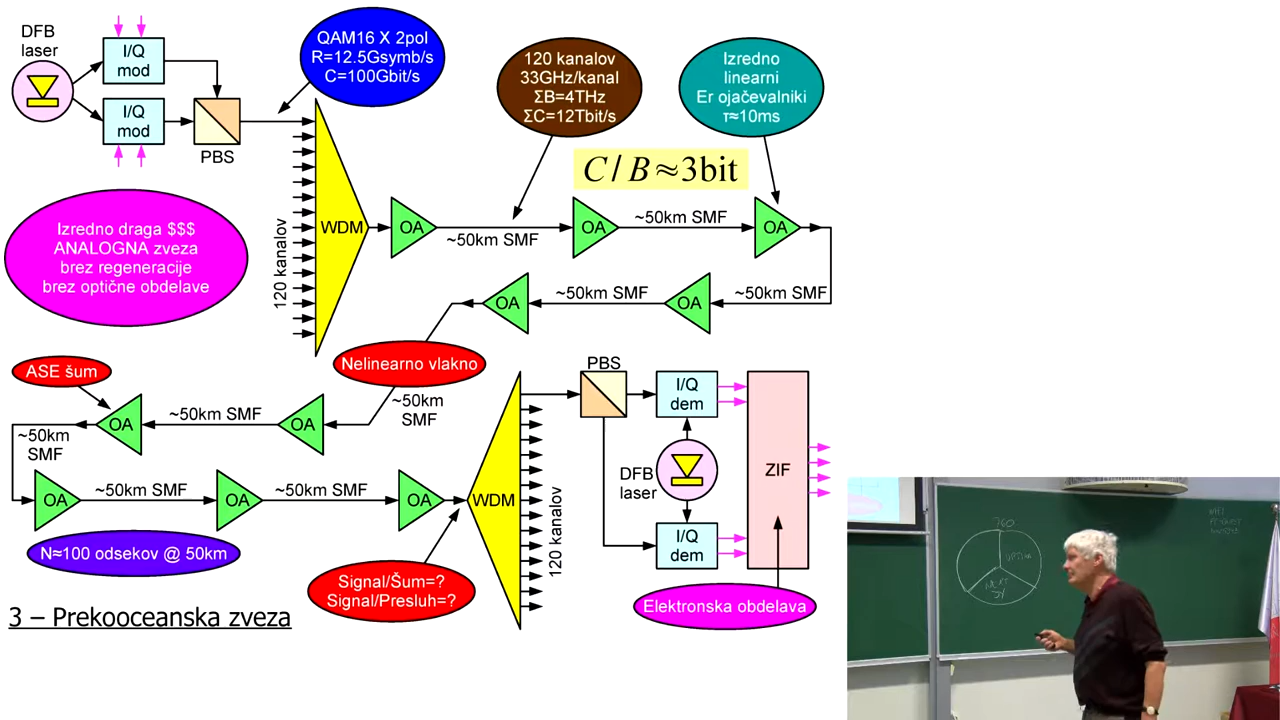 DFB
laser
I/Q
mod
I/Q
mod
PBS
QAM16 X 2pol
R=12.5Gsymb/s
C=100Gbit/s
120 kanalov
33GHz/kanal
ΣB=4THz
ΣC=12Tbit/s
Izredno
linearni
Er ojačevalniki
τ≈10ms
C / B ≈ 3bit
Izredno draga $$$
ANALOGNA zveza
brez regeneracije
brez optične obdelave
120 kanalov
WDM
OA
~50km SMF
OA
~50km SMF
OA
OA
~50km SMF
OA
~50km SMF
Nelinearno vlakno
ASE šum
OA
~50km SMF
OA
~50km
SMF
~50km
SMF
OA
~50km SMF
OA
~50km SMF
OA
WDM
120 kanalov
N≈100 odsekov @ 50km
Signal/Šum=?
Signal/Presluh=?
PBS
I/Q
dem
DFB
laser
I/Q
dem
ZIF
Elektronska obdelava
3 – Prekooceanska zveza